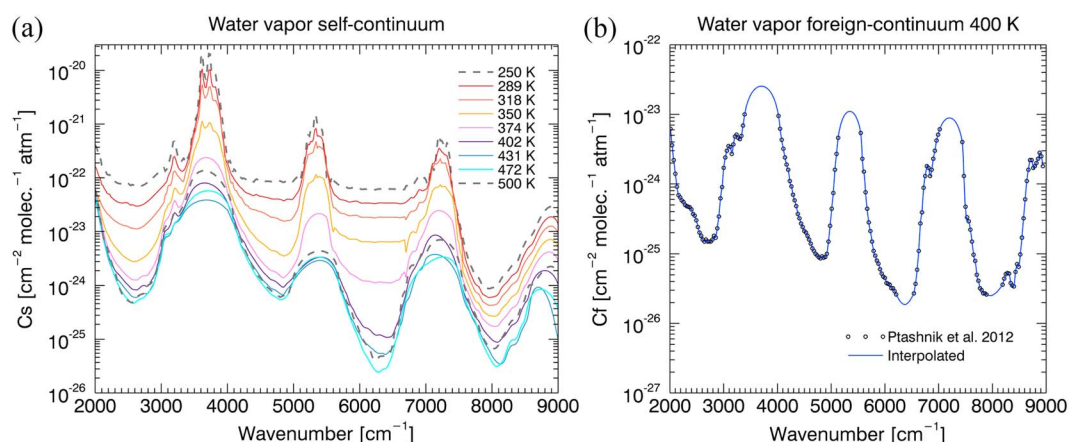 (a)
Water vapor self-continuum
10⁻²⁰
10⁻²¹
10⁻²²
10⁻²³
10⁻²⁴
10⁻²⁵
10⁻²⁶
Cs [cm⁻² molec.⁻¹ atm⁻¹]
250 K
289 K
318 K
350 K
374 K
402 K
431 K
472 K
500 K
2000 3000 4000 5000 6000 7000 8000 9000
Wavenumber [cm⁻¹]
(b)
Water vapor foreign-continuum 400 K
10⁻²²
10⁻²³
10⁻²⁴
10⁻²⁵
10⁻²⁶
10⁻²⁷
Cf [cm⁻² molec.⁻¹ atm⁻¹]
Ptashnik et al. 2012
Interpolated
2000 3000 4000 5000 6000 7000 8000 9000
Wavenumber [cm⁻¹]